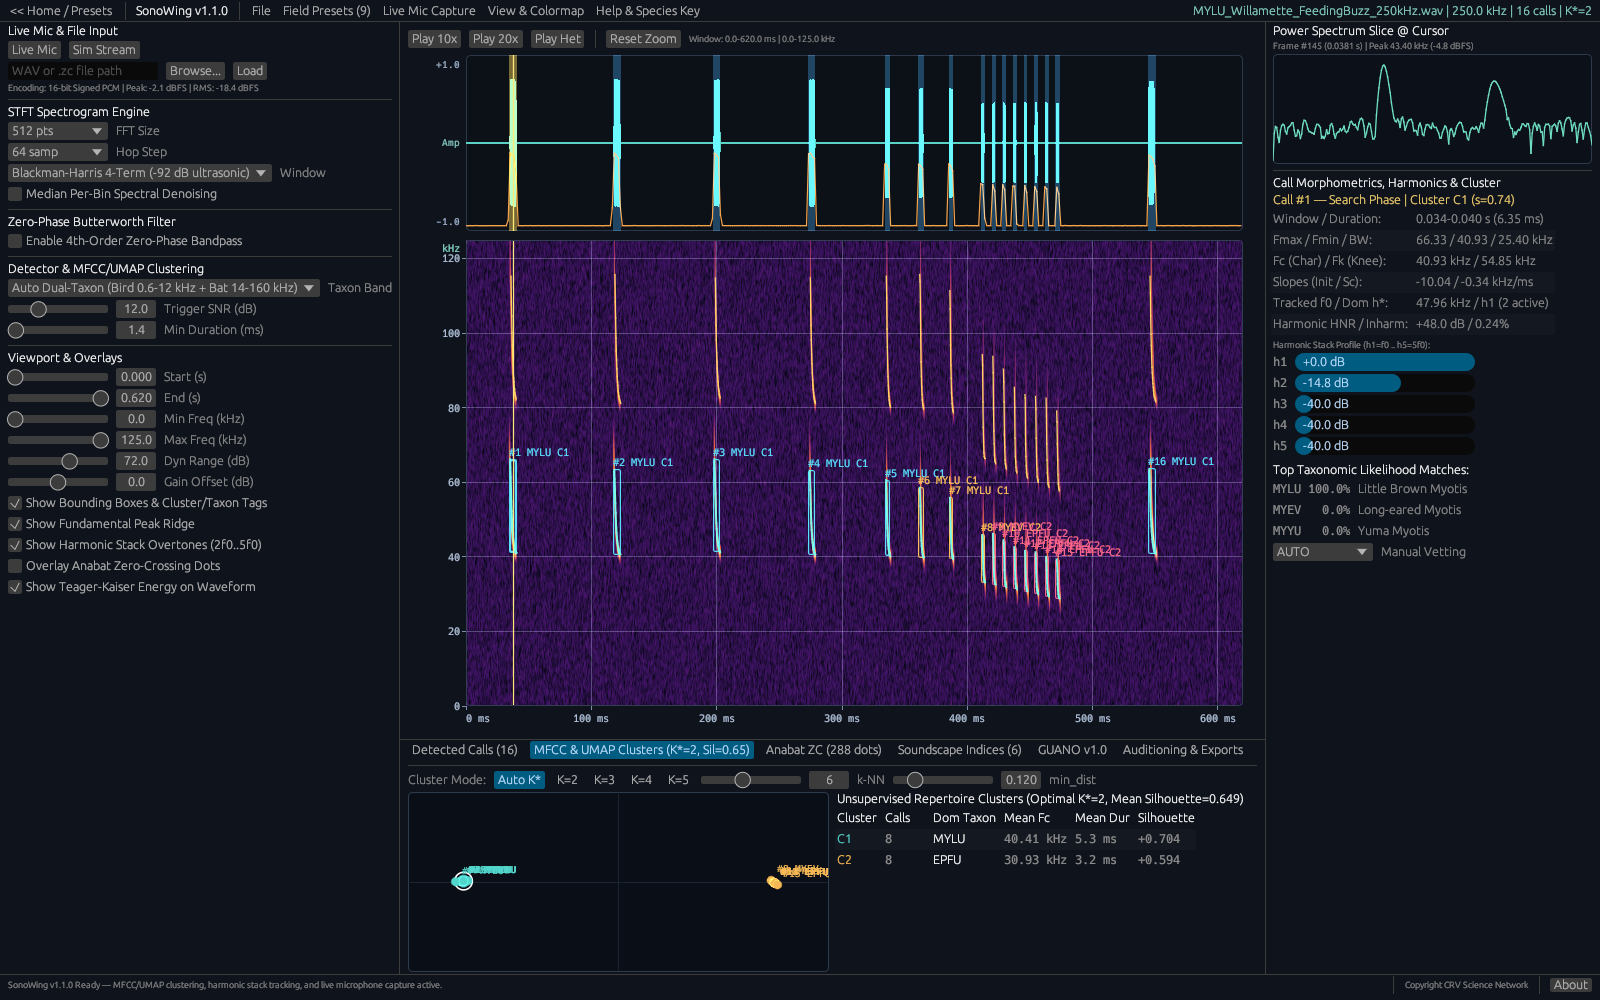 << Home / Presets SonoWing v1.1.0 File Field Presets (9) Live Mic Capture View & Colormap Help & Species Key MYLU_Willamette_FeedingBuzz_250kHz.wav | 250.0 kHz | 16 calls | K*=2
Live Mic & File Input
Live Mic Sim Stream
WAV or .zc file path Browse... Load
Encoding: 16-bit Signed PCM | Peak: -2.1 dBFS | RMS: -18.4 dBFS
STFT Spectrogram Engine
512 pts FFT Size
64 samp Hop Step
Blackman-Harris 4-Term (-92 dB ultrasonic) Window
Median Per-Bin Spectral Denoising
Zero-Phase Butterworth Filter
Enable 4th-Order Zero-Phase Bandpass
Detector & MFCC/UMAP Clustering
Auto Dual-Taxon (Bird 0.6-12 kHz + Bat 14-160 kHz) Taxon Band
12.0 Trigger SNR (dB)
1.4 Min Duration (ms)
Viewport & Overlays
0.000 Start (s)
0.620 End (s)
0.0 Min Freq (kHz)
125.0 Max Freq (kHz)
72.0 Dyn Range (dB)
0.0 Gain Offset (dB)
Show Bounding Boxes & Cluster/Taxon Tags
Show Fundamental Peak Ridge
Show Harmonic Stack Overtones (2f0..5f0)
Overlay Anabat Zero-Crossing Dots
Show Teager-Kaiser Energy on Waveform
Play 10x Play 20x Play Het Reset Zoom Window: 0.0-620.0 ms | 0.0-125.0 kHz
+1.0
Amp
-1.0
kHz
120
100
80
60
40
20
0
#1 MYLU C1
#2 MYLU C1
#3 MYLU C1
#4 MYLU C1
#5 MYLU C1
#6 MYLU C1
#7 MYLU C1
#16 MYLU C1
0 ms 100 ms 200 ms 300 ms 400 ms 500 ms 600 ms
Detected Calls (16) MFCC & UMAP Clusters (K*=2, Sil=0.65) Anabat ZC (288 dots) Soundscape Indices (6) GUANO v1.0 Auditioning & Exports
Cluster Mode: Auto K* K=2 K=3 K=4 K=5 6 k-NN 0.120 min_dist
Unsupervised Repertoire Clusters (Optimal K*=2, Mean Silhouette=0.649)
Cluster Calls Dom Taxon Mean Fc Mean Dur Silhouette
C1 8 MYLU 40.41 kHz 5.3 ms +0.704
C2 8 EPFU 30.93 kHz 3.2 ms +0.594
Power Spectrum Slice @ Cursor
Frame #145 (0.0381 s) | Peak 43.40 kHz (-4.8 dBFS)
Call Morphometrics, Harmonics & Cluster
Call #1 — Search Phase | Cluster C1 (s=0.74)
Window / Duration: 0.034-0.040 s (6.35 ms)
Fmax / Fmin / BW: 66.33 / 40.93 / 25.40 kHz
Fc (Char) / Fk (Knee): 40.93 kHz / 54.85 kHz
Slopes (Init / Sc): -10.04 / -0.34 kHz/ms
Tracked f0 / Dom h*: 47.96 kHz / h1 (2 active)
Harmonic HNR / Inharm: +48.0 dB / 0.24%
Harmonic Stack Profile (h1=f0 .. h5=5f0):
h1 +0.0 dB
h2 -14.8 dB
h3 -40.0 dB
h4 -40.0 dB
h5 -40.0 dB
Top Taxonomic Likelihood Matches:
MYLU 100.0% Little Brown Myotis
MYEV 0.0% Long-eared Myotis
MYYU 0.0% Yuma Myotis
AUTO Manual Vetting
SonoWing v1.1.0 Ready — MFCC/UMAP clustering, harmonic stack tracking, and live microphone capture active. Copyright CRV Science Network About